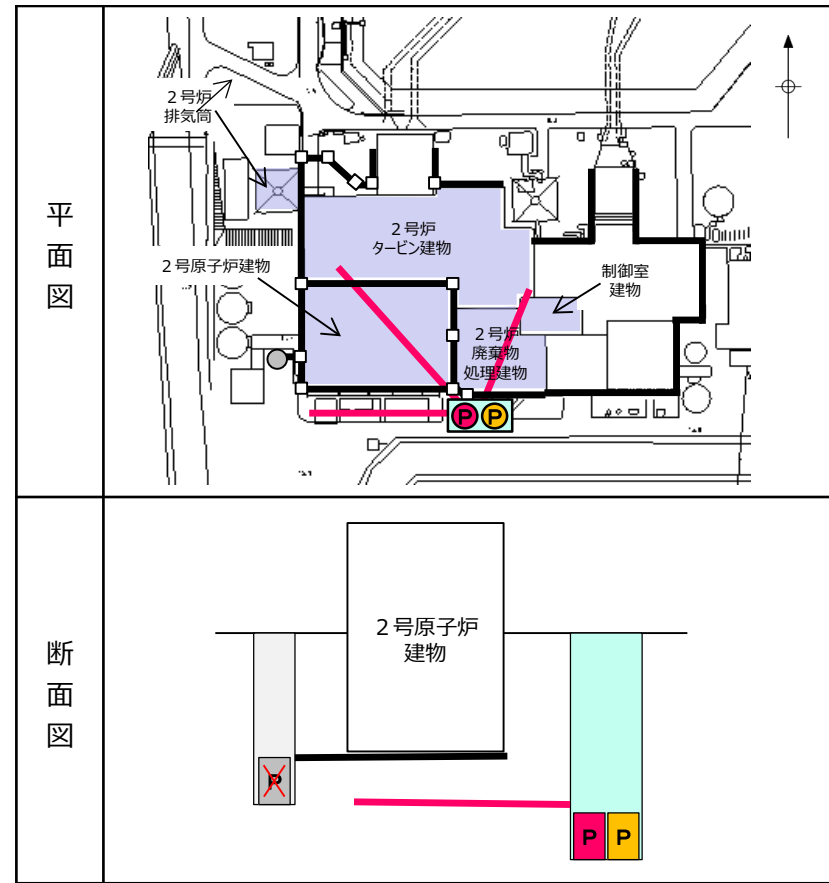 平面図
2号炉
排気筒
2号炉
タービン建物
2号原子炉建物
制御室
建物
2号炉
廃棄物
処理建物
P P
断面図
2号原子炉
建物
P
P P